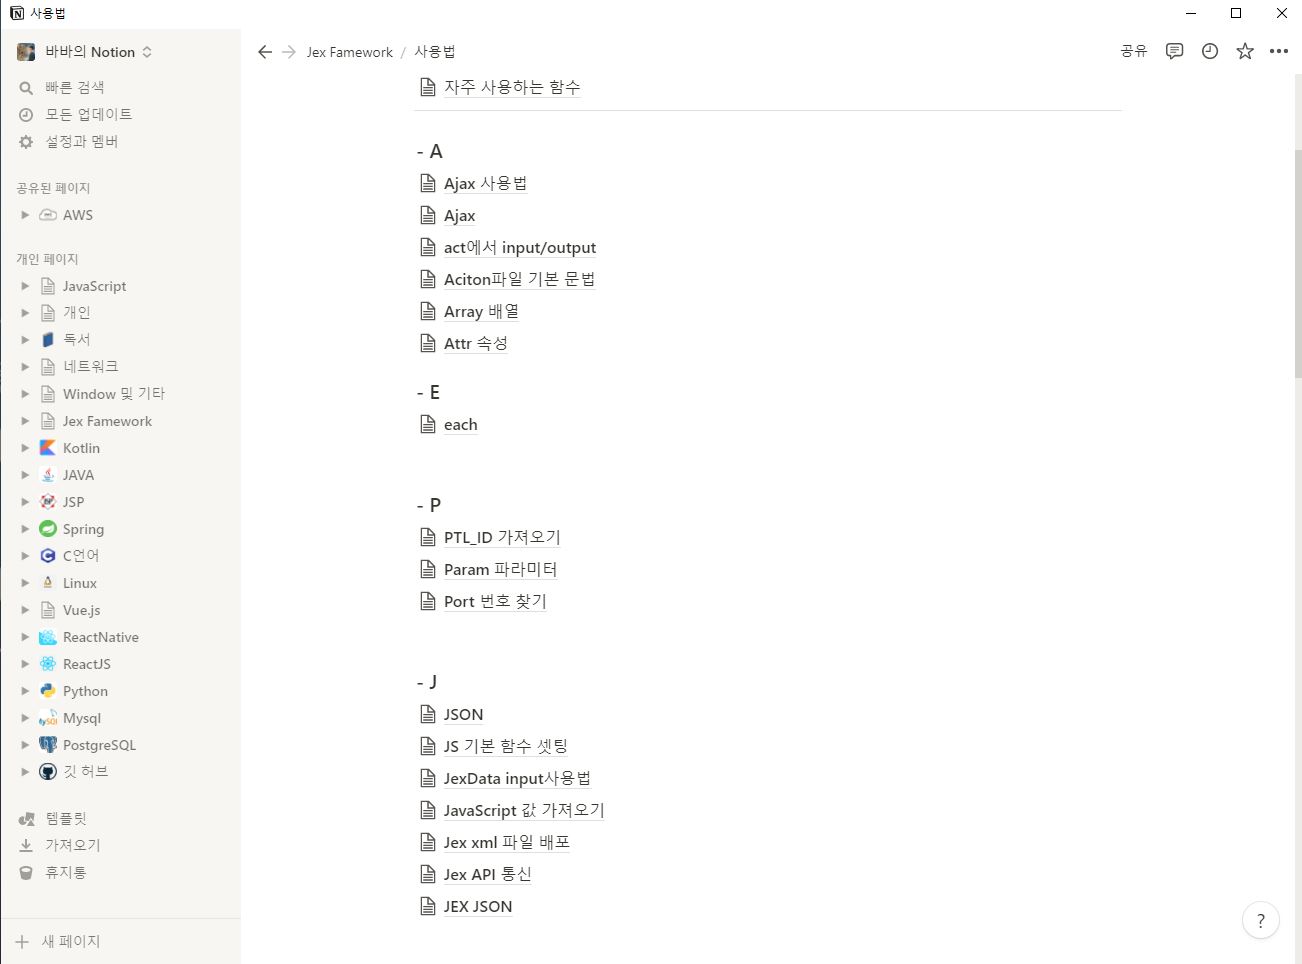 사용법
바바의 Notion
빠른 검색
모든 업데이트
설정과 멤버
공유된 페이지
AWS
개인 페이지
JavaScript
개인
독서
네트워크
Window 및 기타
Jex Famework
Kotlin
JAVA
JSP
Spring
C언어
Linux
Vue.js
ReactNative
ReactJS
Python
Mysql
PostgreSQL
깃 허브
템플릿
가져오기
휴지통
새 페이지
Jex Famework / 사용법
공유
자주 사용하는 함수
- A
Ajax 사용법
Ajax
act에서 input/output
Aciton파일 기본 문법
Array 배열
Attr 속성
- E
each
- P
PTL_ID 가져오기
Param 파라미터
Port 번호 찾기
- J
JSON
JS 기본 함수 셋팅
JexData input사용법
JavaScript 값 가져오기
Jex xml 파일 배포
Jex API 통신
JEX JSON
?